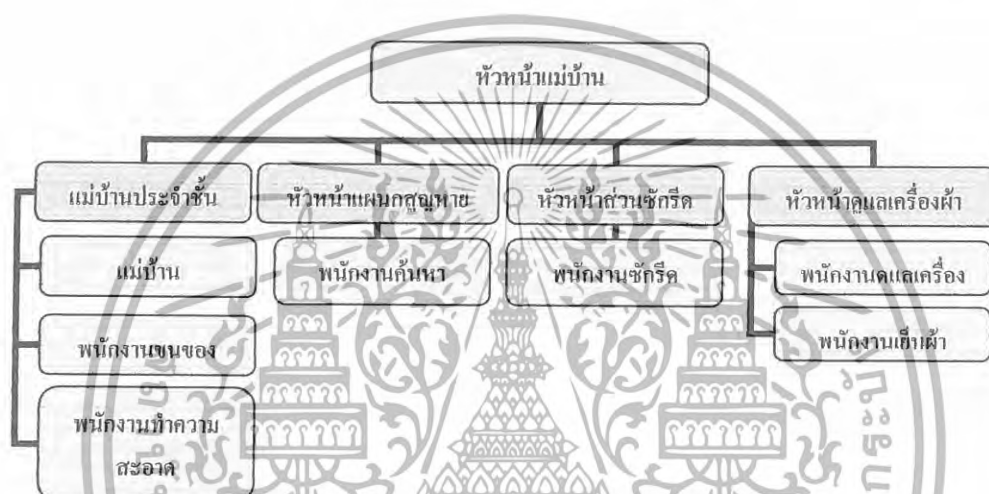 หัวหน้าแม่บ้าน
แม่บ้านประจำชั้น
หัวหน้าแผนกสูญหาย
หัวหน้าส่วนซักรีด
หัวหน้าดูแลเครื่องผ้า
แม่บ้าน
พนักงานค้นหา
พนักงานซักรีด
พนักงานดูแลเครื่อง
พนักงานขนของ
พนักงานเย็บผ้า
พนักงานทำความ
สะอาด